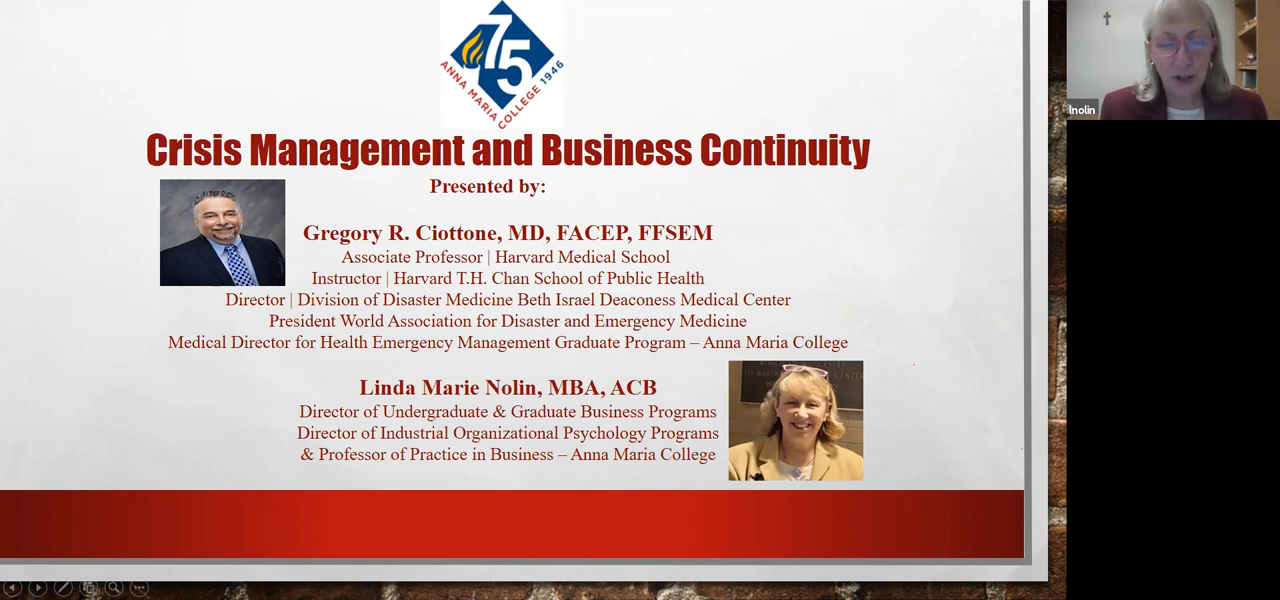 75
ANNA MARIA COLLEGE 1946
Crisis Management and Business Continuity
Presented by:
Gregory R. Ciottone, MD, FACEP, FFSEM
Associate Professor | Harvard Medical School
Instructor | Harvard T.H. Chan School of Public Health
Director | Division of Disaster Medicine Beth Israel Deaconess Medical Center
President World Association for Disaster and Emergency Medicine
Medical Director for Health Emergency Management Graduate Program – Anna Maria College
Linda Marie Nolin, MBA, ACB
Director of Undergraduate & Graduate Business Programs
Director of Industrial Organizational Psychology Programs
& Professor of Practice in Business – Anna Maria College
lnolin